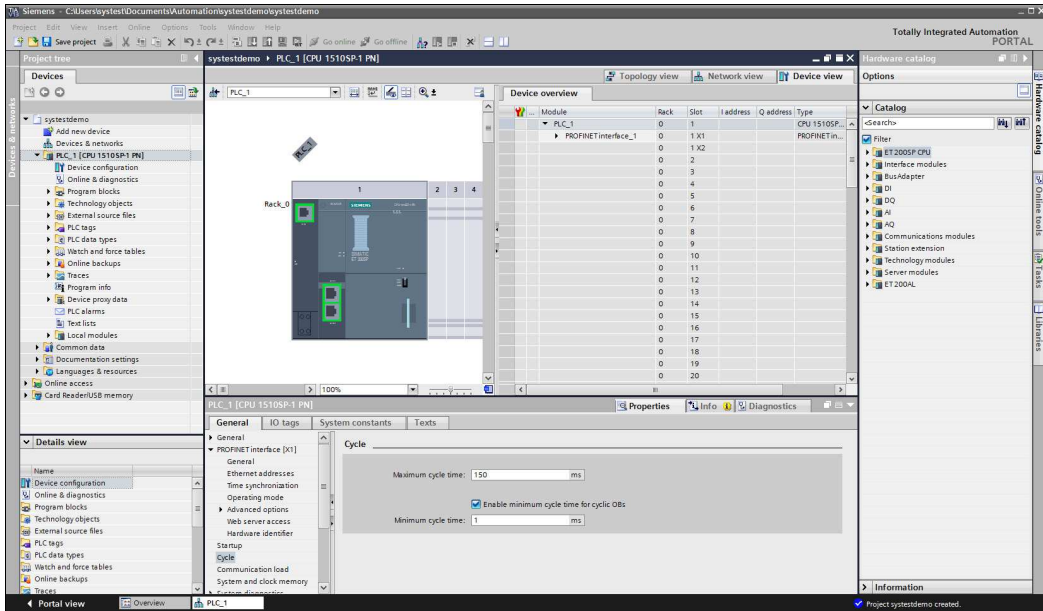 Siemens - C:\Users\systest\Documents\Automation\systestdemo\systestdemo
Project Edit View Insert Online Options Tools Window Help
Save project
Go online Go offline
Totally Integrated Automation
PORTAL
Project tree
Devices
systestdemo
Add new device
Devices & networks
PLC_1 [CPU 1510SP-1 PN]
Device configuration
Online & diagnostics
Program blocks
Technology objects
External source files
PLC tags
PLC data types
Watch and force tables
Online backups
Traces
Program info
Device proxy data
PLC alarms
Text lists
Local modules
Common data
Documentation settings
Languages & resources
Online access
Card Reader/USB memory
Devices & networks
Details view
Name
Device configuration
Online & diagnostics
Program blocks
Technology objects
External source files
PLC tags
PLC data types
Watch and force tables
Online backups
Traces
systestdemo PLC_1 [CPU 1510SP-1 PN]
Topology view Network view Device view
PLC_1
PLC_1
Rack_0
1 2 3 4
SIEMENS
SIMATIC
ET 200SP
100%
Device overview
... Module Rack Slot I address Q address Type
PLC_1 0 1 CPU 1510SP...
PROFINET interface_1 0 1 X1 PROFINET in...
0 1 X2
0 2
0 3
0 4
0 5
0 6
0 7
0 8
0 9
0 10
0 11
0 12
0 13
0 14
0 15
0 16
0 17
0 18
0 19
0 20
PLC_1 [CPU 1510SP-1 PN]
Properties Info Diagnostics
General IO tags System constants Texts
General
PROFINET interface [X1]
General
Ethernet addresses
Time synchronization
Operating mode
Advanced options
Web server access
Hardware identifier
Startup
Cycle
Communication load
System and clock memory
System diagnostics
Cycle
Maximum cycle time: 150 ms
Enable minimum cycle time for cyclic OBs
Minimum cycle time: 1 ms
Hardware catalog
Options
Catalog
<Search>
Filter
ET 200SP CPU
Interface modules
BusAdapter
DI
DQ
AI
AQ
Communications modules
Station extension
Technology modules
Server modules
ET 200AL
Information
Hardware catalog
Online tools
Tasks
Libraries
Portal view Overview PLC_1
Project systestdemo created.